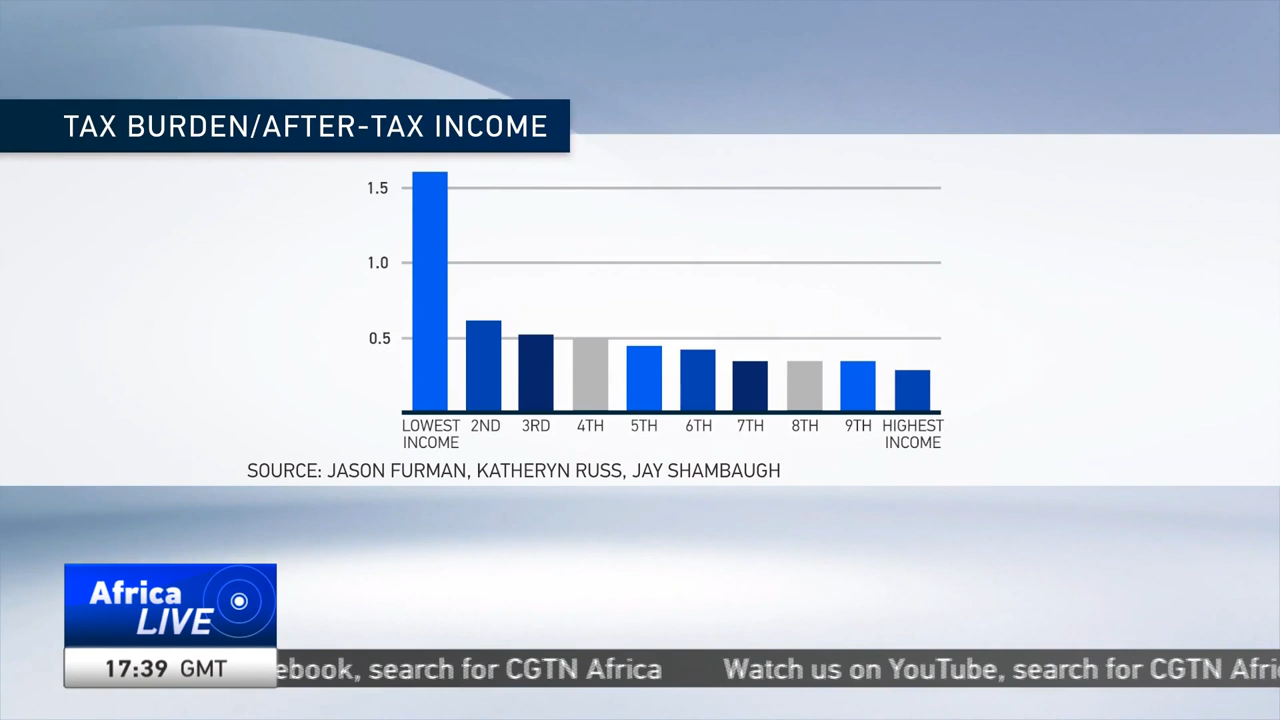 TAX BURDEN/AFTER-TAX INCOME
1.5
1.0
0.5
LOWEST INCOME 2ND 3RD 4TH 5TH 6TH 7TH 8TH 9TH HIGHEST INCOME
SOURCE: JASON FURMAN, KATHERYN RUSS, JAY SHAMBAUGH
Africa
LIVE
17:39 GMT
ebook, search for CGTN Africa Watch us on YouTube, search for CGTN Afri